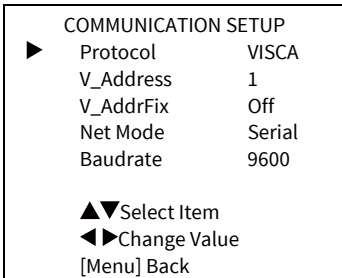 COMMUNICATION SETUP
▶ Protocol VISCA
V_Address 1
V_AddrFix Off
Net Mode Serial
Baudrate 9600
▲▼Select Item
◀▶Change Value
[Menu] Back